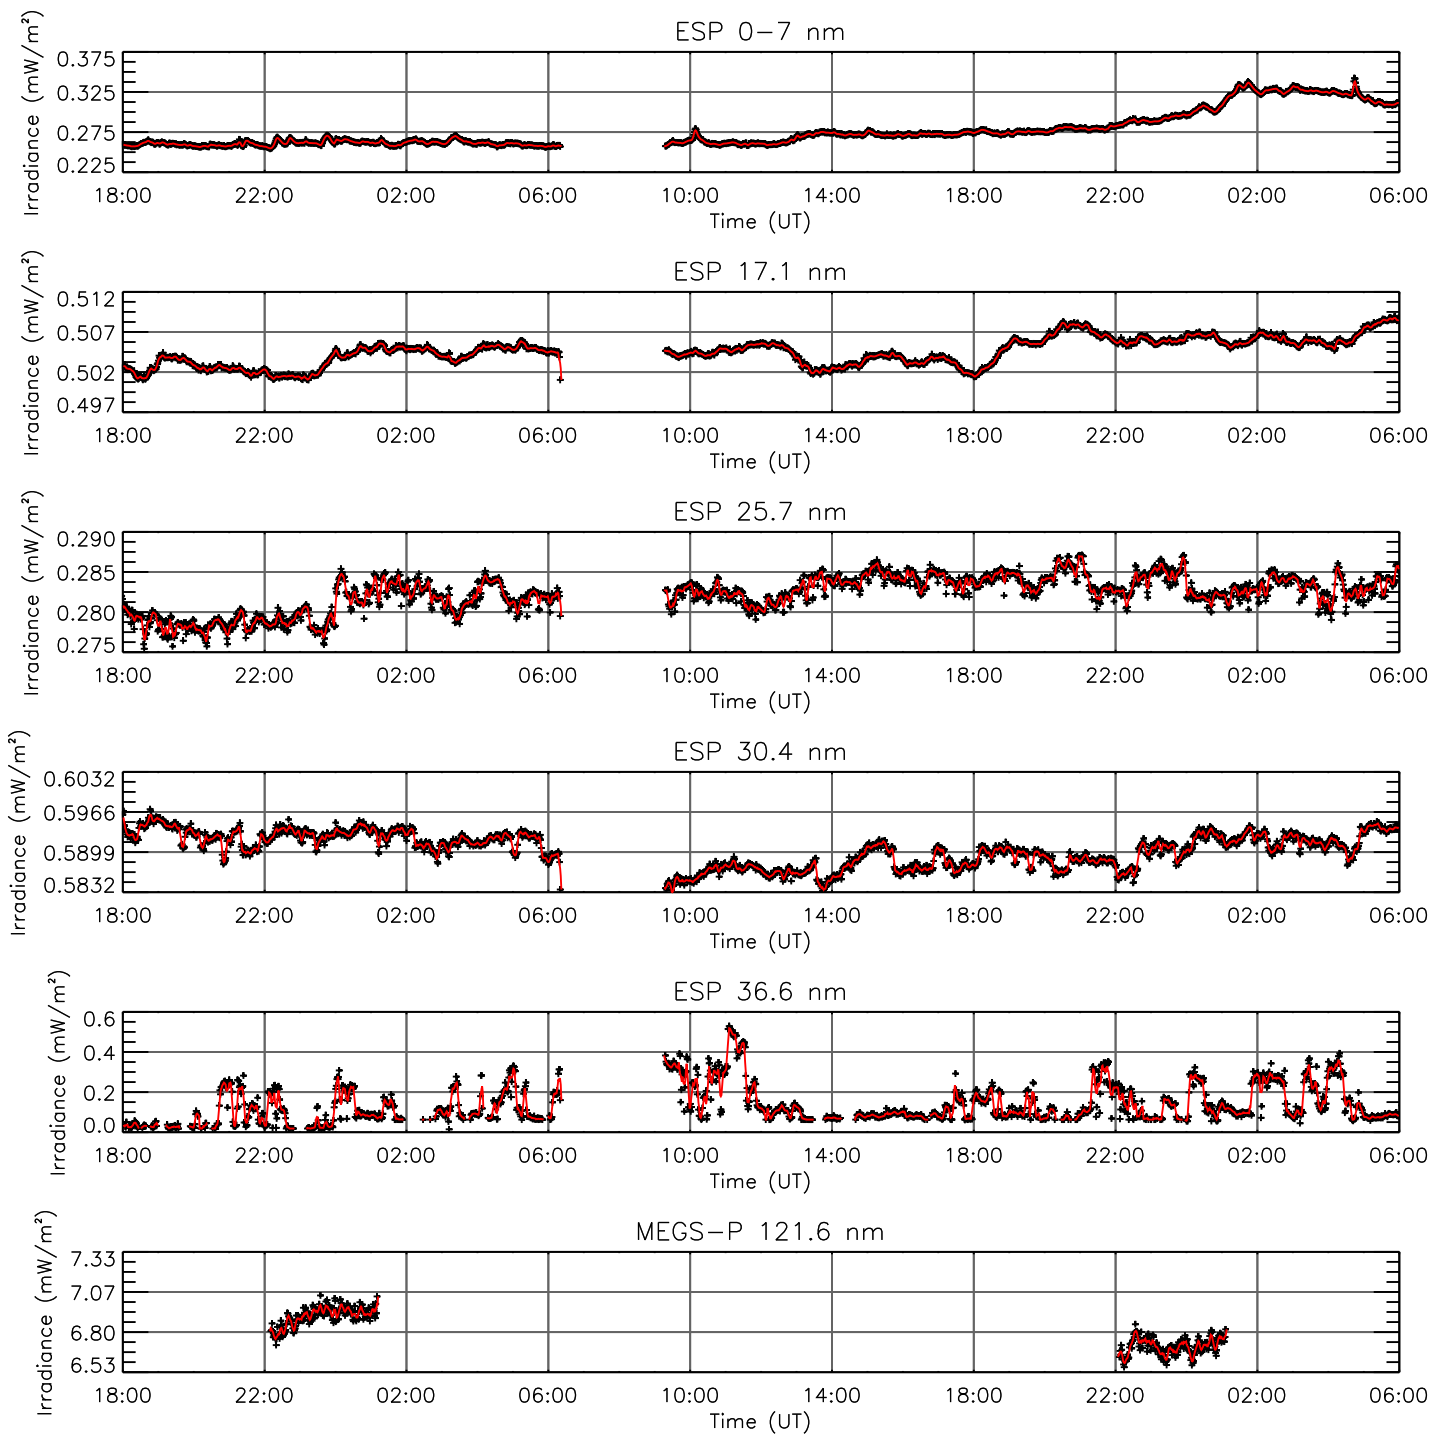 ESP 0-7 nm
Irradiance (mW/m²)
0.375
0.325
0.275
0.225
18:00 22:00 02:00 06:00 10:00 14:00 18:00 22:00 02:00 06:00
Time (UT)
ESP 17.1 nm
Irradiance (mW/m²)
0.512
0.507
0.502
0.497
18:00 22:00 02:00 06:00 10:00 14:00 18:00 22:00 02:00 06:00
Time (UT)
ESP 25.7 nm
Irradiance (mW/m²)
0.290
0.285
0.280
0.275
18:00 22:00 02:00 06:00 10:00 14:00 18:00 22:00 02:00 06:00
Time (UT)
ESP 30.4 nm
Irradiance (mW/m²)
0.6032
0.5966
0.5899
0.5832
18:00 22:00 02:00 06:00 10:00 14:00 18:00 22:00 02:00 06:00
Time (UT)
ESP 36.6 nm
Irradiance (mW/m²)
0.6
0.4
0.2
0.0
18:00 22:00 02:00 06:00 10:00 14:00 18:00 22:00 02:00 06:00
Time (UT)
MEGS-P 121.6 nm
Irradiance (mW/m²)
7.33
7.07
6.80
6.53
18:00 22:00 02:00 06:00 10:00 14:00 18:00 22:00 02:00 06:00
Time (UT)